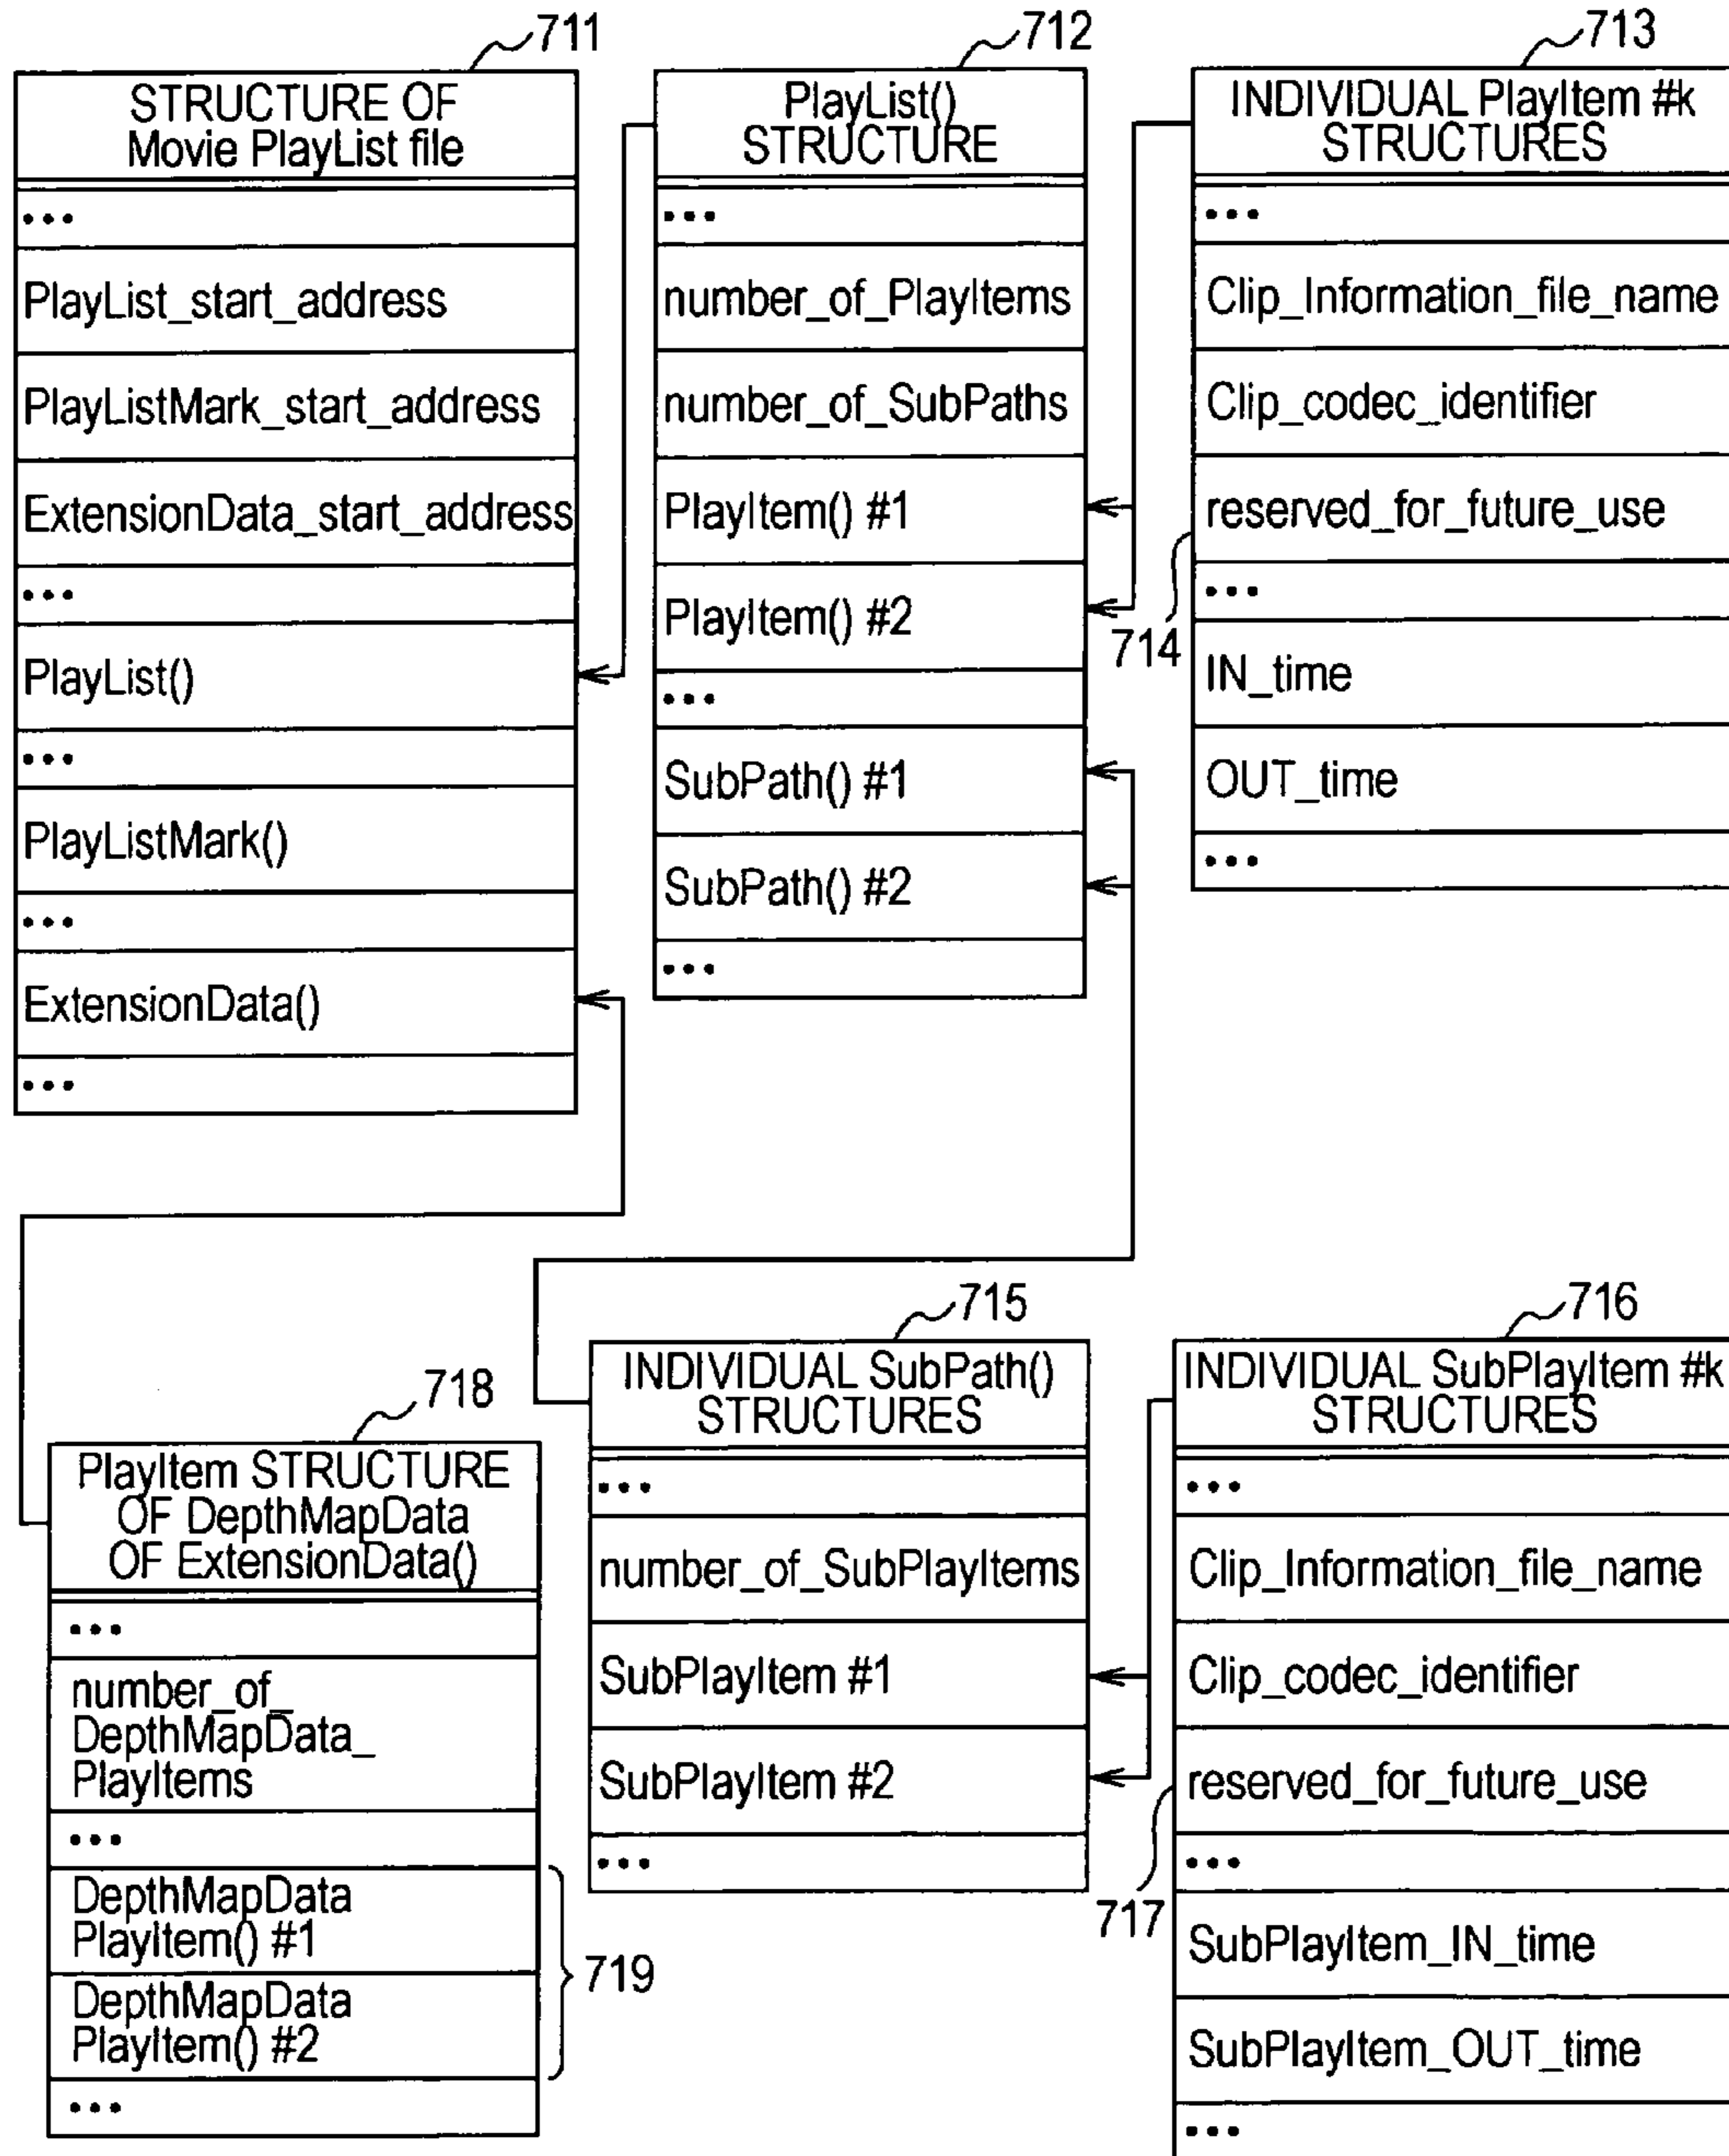 711
STRUCTURE OF
Movie PlayList file
•••
PlayList_start_address
PlayListMark_start_address
ExtensionData_start_address
•••
PlayList()
•••
PlayListMark()
•••
ExtensionData()
•••
712
PlayList()
STRUCTURE
•••
number_of_PlayItems
number_of_SubPaths
PlayItem() #1
PlayItem() #2
•••
SubPath() #1
SubPath() #2
•••
713
INDIVIDUAL PlayItem #k
STRUCTURES
•••
Clip_Information_file_name
Clip_codec_identifier
reserved_for_future_use
714
•••
IN_time
OUT_time
•••
718
PlayItem STRUCTURE
OF DepthMapData
OF ExtensionData()
•••
number_of_
DepthMapData_
PlayItems
•••
DepthMapData
PlayItem() #1
DepthMapData
PlayItem() #2
719
•••
715
INDIVIDUAL SubPath()
STRUCTURES
•••
number_of_SubPlayItems
SubPlayItem #1
SubPlayItem #2
•••
716
INDIVIDUAL SubPlayItem #k
STRUCTURES
•••
Clip_Information_file_name
Clip_codec_identifier
reserved_for_future_use
717
•••
SubPlayItem_IN_time
SubPlayItem_OUT_time
•••